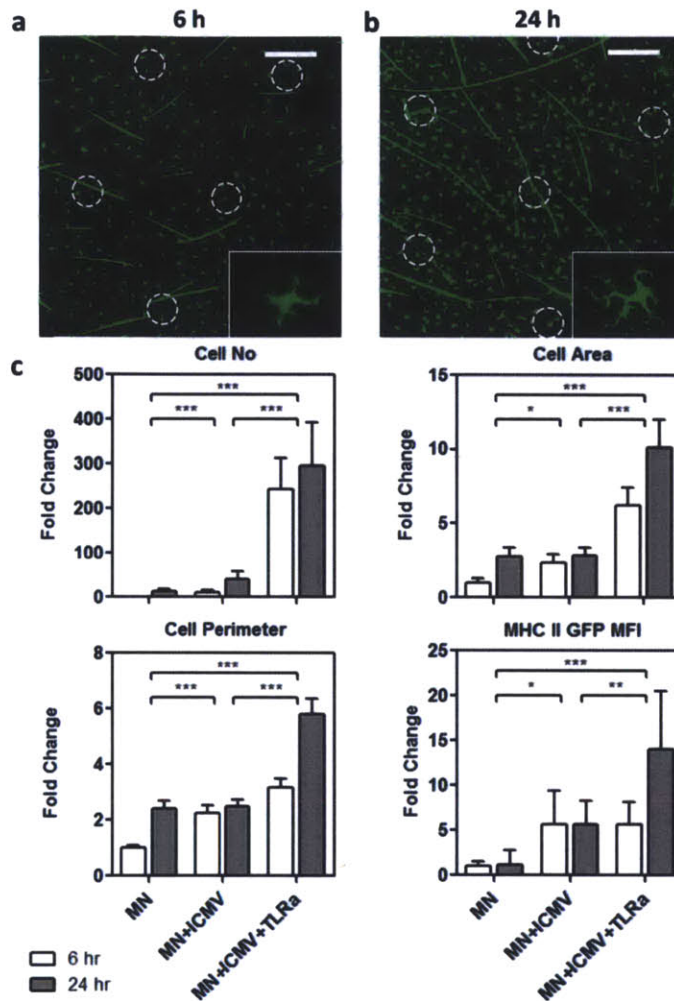 a 6 h
b 24 h
c
Cell No
Fold Change
500
400
300
200
100
0
***
***
***
Cell Area
Fold Change
15
10
5
0
***
*
***
Cell Perimeter
Fold Change
8
6
4
2
0
***
***
***
MN
MN+ICMV
MN+ICMV+TLRa
MHC II GFP MFI
Fold Change
25
20
15
10
5
0
***
*
**
MN
MN+ICMV
MN+ICMV+TLRa
6 hr
24 hr